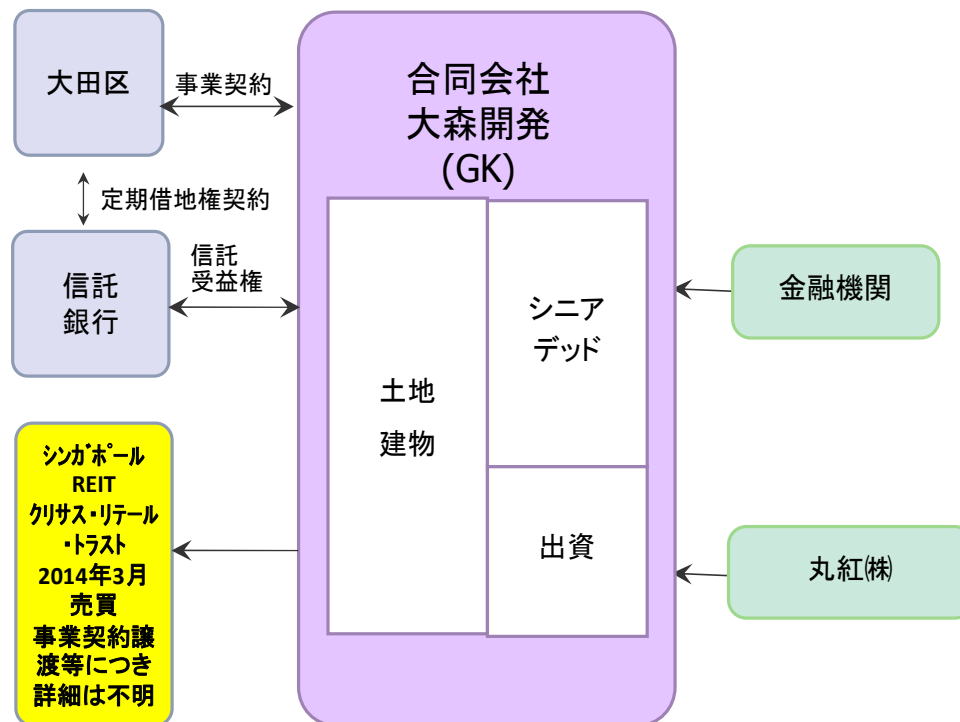 大田区
事業契約
定期借地権契約
信託
銀行
信託
受益権
シンガポール
REIT
クリサス・リテール
・トラスト
2014年3月
売買
事業契約譲
渡等につき
詳細は不明
合同会社
大森開発
(GK)
土地
建物
シニア
デッド
出資
金融機関
丸紅㈱